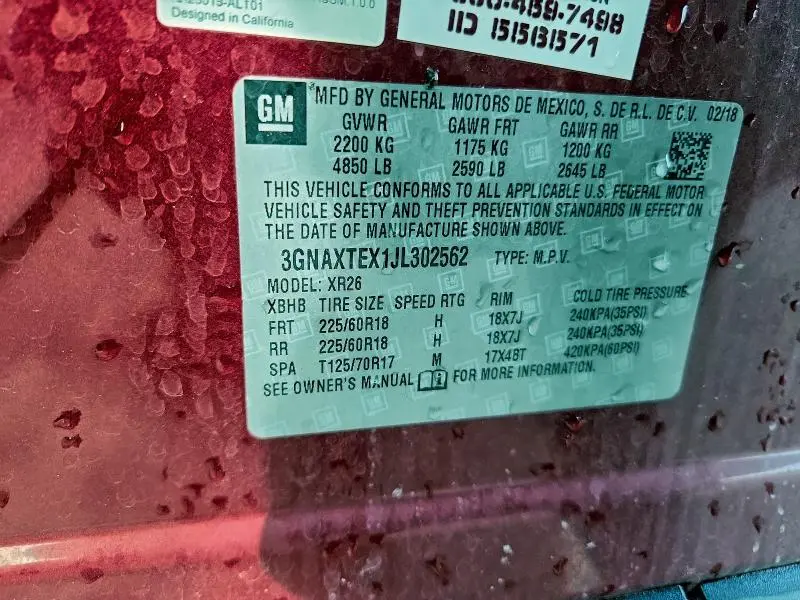 Designed in California
7498
GM
MFD BY GENERAL MOTORS DE MEXICO, S. DE R.L. DE C.V. 02/18
GVWR GAWR FRT GAWR RR
2200 KG 1175 KG 1200 KG
4850 LB 2590 LB 2645 LB
THIS VEHICLE CONFORMS TO ALL APPLICABLE U.S. FEDERAL MOTOR
VEHICLE SAFETY AND THEFT PREVENTION STANDARDS IN EFFECT ON
THE DATE OF MANUFACTURE SHOWN ABOVE.
3GNAXTEX1JL302562 TYPE: M.P.V.
MODEL: XR26
XBHB TIRE SIZE SPEED RTG RIM COLD TIRE PRESSURE
FRT 225/60R18 H 18X7J 240KPA(35PSI)
RR 225/60R18 H 18X7J 240KPA(35PSI)
SPA T125/70R17 M 17X4BT 420KPA(60PSI)
SEE OWNER'S MANUAL FOR MORE INFORMATION.